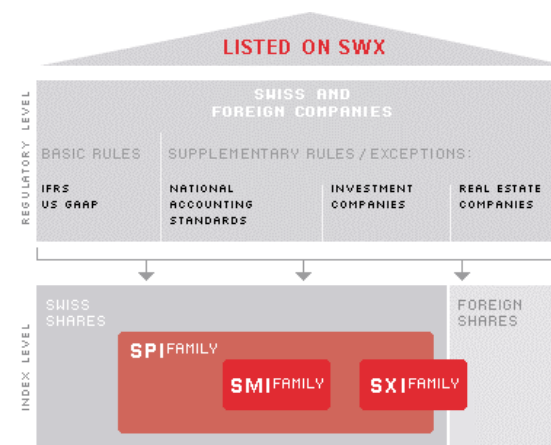 LISTED ON SWX
SWISS AND
FOREIGN COMPANIES
REGULATORY LEVEL
BASIC RULES
SUPPLEMENTARY RULES / EXCEPTIONS:
IFRS
US GAAP
NATIONAL
ACCOUNTING
STANDARDS
INVESTMENT
COMPANIES
REAL ESTATE
COMPANIES
INDEX LEVEL
SWISS
SHARES
FOREIGN
SHARES
SPI FAMILY
SMI FAMILY
SXI FAMILY